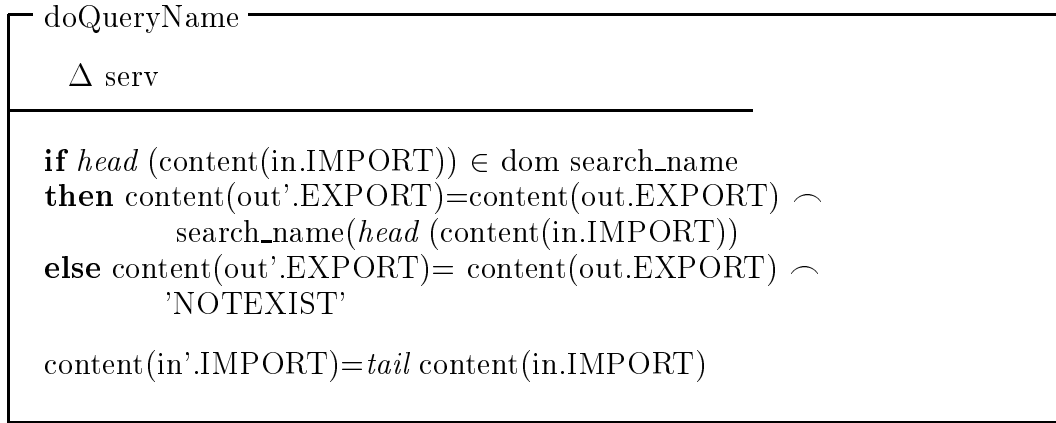 doQueryName
Δ serv
if head (content(in.IMPORT)) ∈ dom search_name
then content(out'.EXPORT)=content(out.EXPORT) ⌢
search_name(head (content(in.IMPORT))
else content(out'.EXPORT)= content(out.EXPORT) ⌢
'NOTEXIST'
content(in'.IMPORT)=tail content(in.IMPORT)